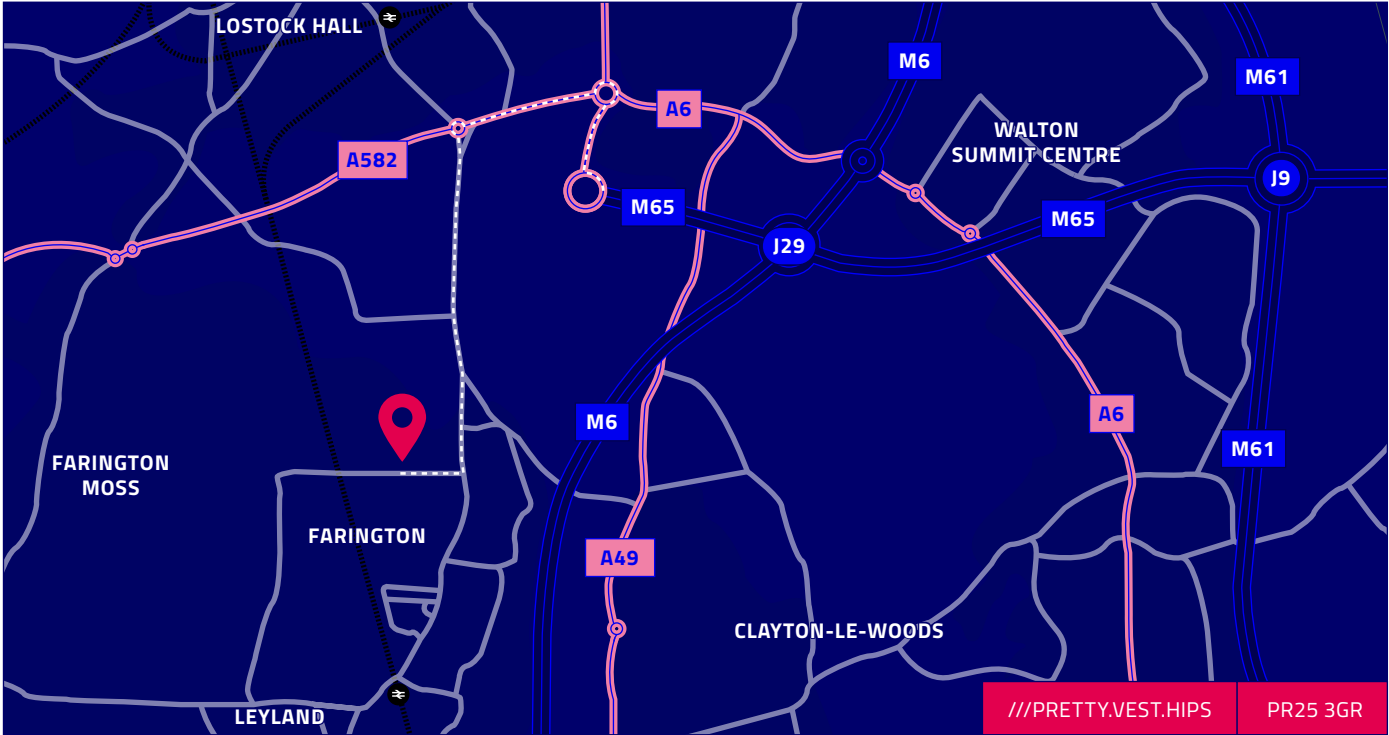 LOSTOCK HALL
M6
M61
A6
WALTON
SUMMIT CENTRE
A582
J9
M65
M65
J29
M6
A6
M61
FARINGTON
MOSS
FARINGTON
A49
CLAYTON-LE-WOODS
LEYLAND
///PRETTY.VEST.HIPS
PR25 3GR